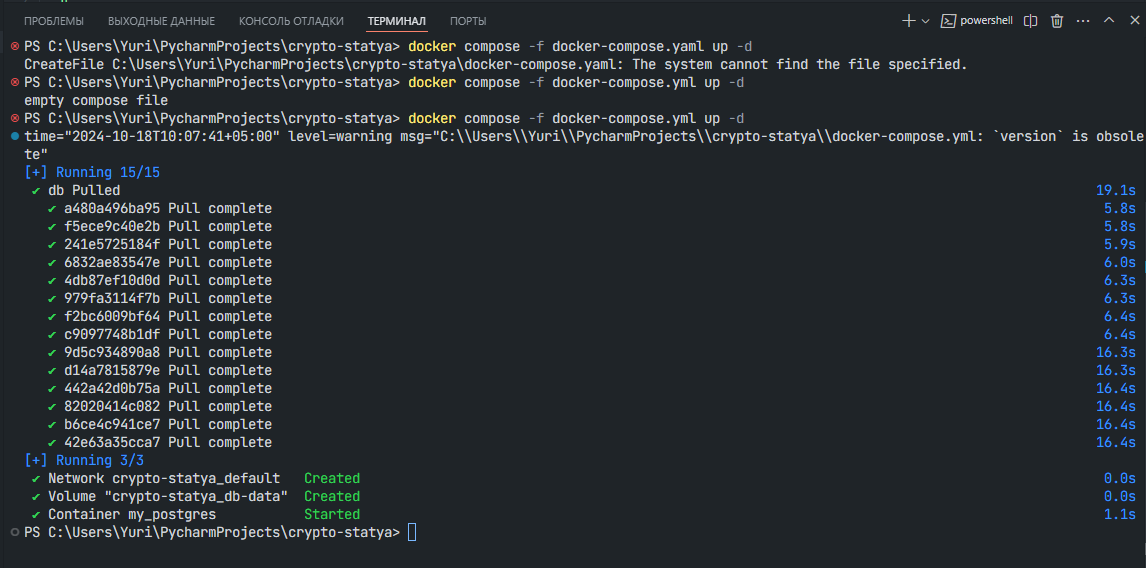 ПРОБЛЕМЫ ВЫХОДНЫЕ ДАННЫЕ КОНСОЛЬ ОТЛАДКИ ТЕРМИНАЛ ПОРТЫ powershell
PS C:\Users\Yuri\PycharmProjects\crypto-statya> docker compose -f docker-compose.yaml up -d
CreateFile C:\Users\Yuri\PycharmProjects\crypto-statya\docker-compose.yaml: The system cannot find the file specified.
PS C:\Users\Yuri\PycharmProjects\crypto-statya> docker compose -f docker-compose.yml up -d
empty compose file
PS C:\Users\Yuri\PycharmProjects\crypto-statya> docker compose -f docker-compose.yml up -d
time="2024-10-18T10:07:41+05:00" level=warning msg="C:\\Users\\Yuri\\PycharmProjects\\crypto-statya\\docker-compose.yml: `version` is obsole
te"
[+] Running 15/15
✔ db Pulled 19.1s
✔ a480a496ba95 Pull complete 5.8s
✔ f5ece9c40e2b Pull complete 5.8s
✔ 241e5725184f Pull complete 5.9s
✔ 6832ae83547e Pull complete 6.0s
✔ 4db87ef10d0d Pull complete 6.3s
✔ 979fa3114f7b Pull complete 6.3s
✔ f2bc6009bf64 Pull complete 6.4s
✔ c9097748b1df Pull complete 6.4s
✔ 9d5c934890a8 Pull complete 16.3s
✔ d14a7815879e Pull complete 16.3s
✔ 442a42d0b75a Pull complete 16.4s
✔ 82020414c082 Pull complete 16.4s
✔ b6ce4c941ce7 Pull complete 16.4s
✔ 42e63a35cca7 Pull complete 16.4s
[+] Running 3/3
✔ Network crypto-statya_default Created 0.0s
✔ Volume "crypto-statya_db-data" Created 0.0s
✔ Container my_postgres Started 1.1s
PS C:\Users\Yuri\PycharmProjects\crypto-statya>